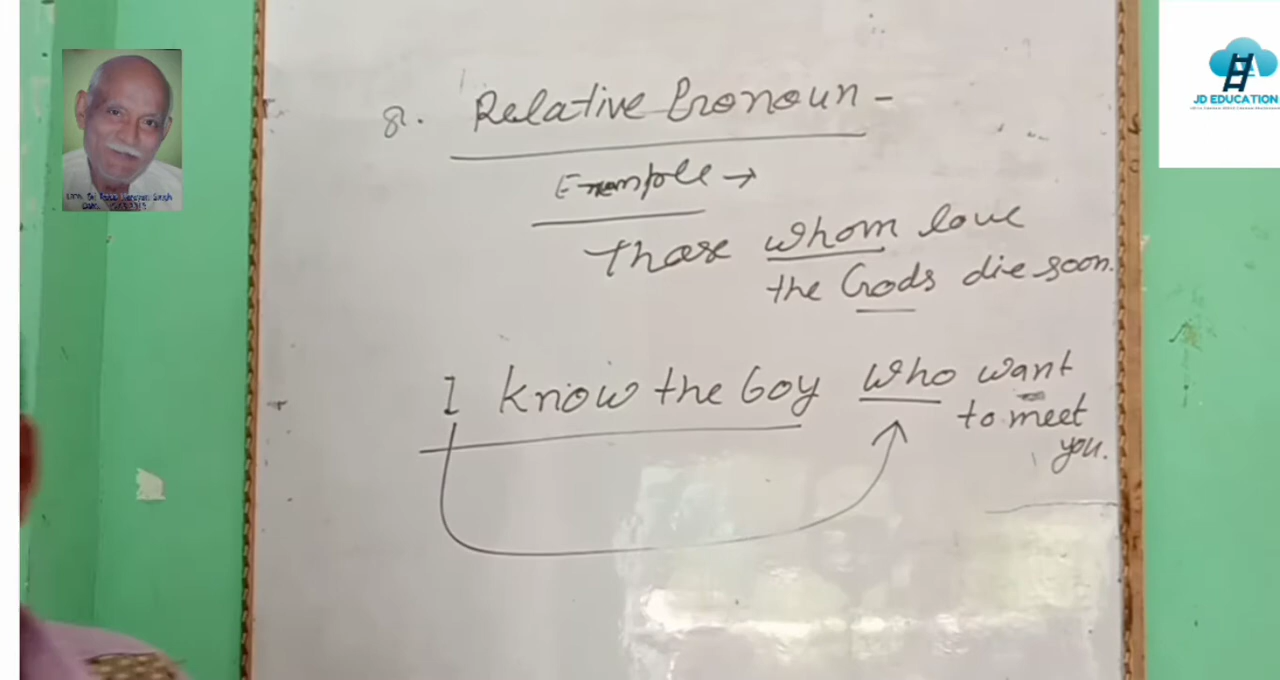 8. Relative Pronoun -
Example →
Those whom love
the Gods die soon.
I know the boy who want
to meet
you.
JD EDUCATION